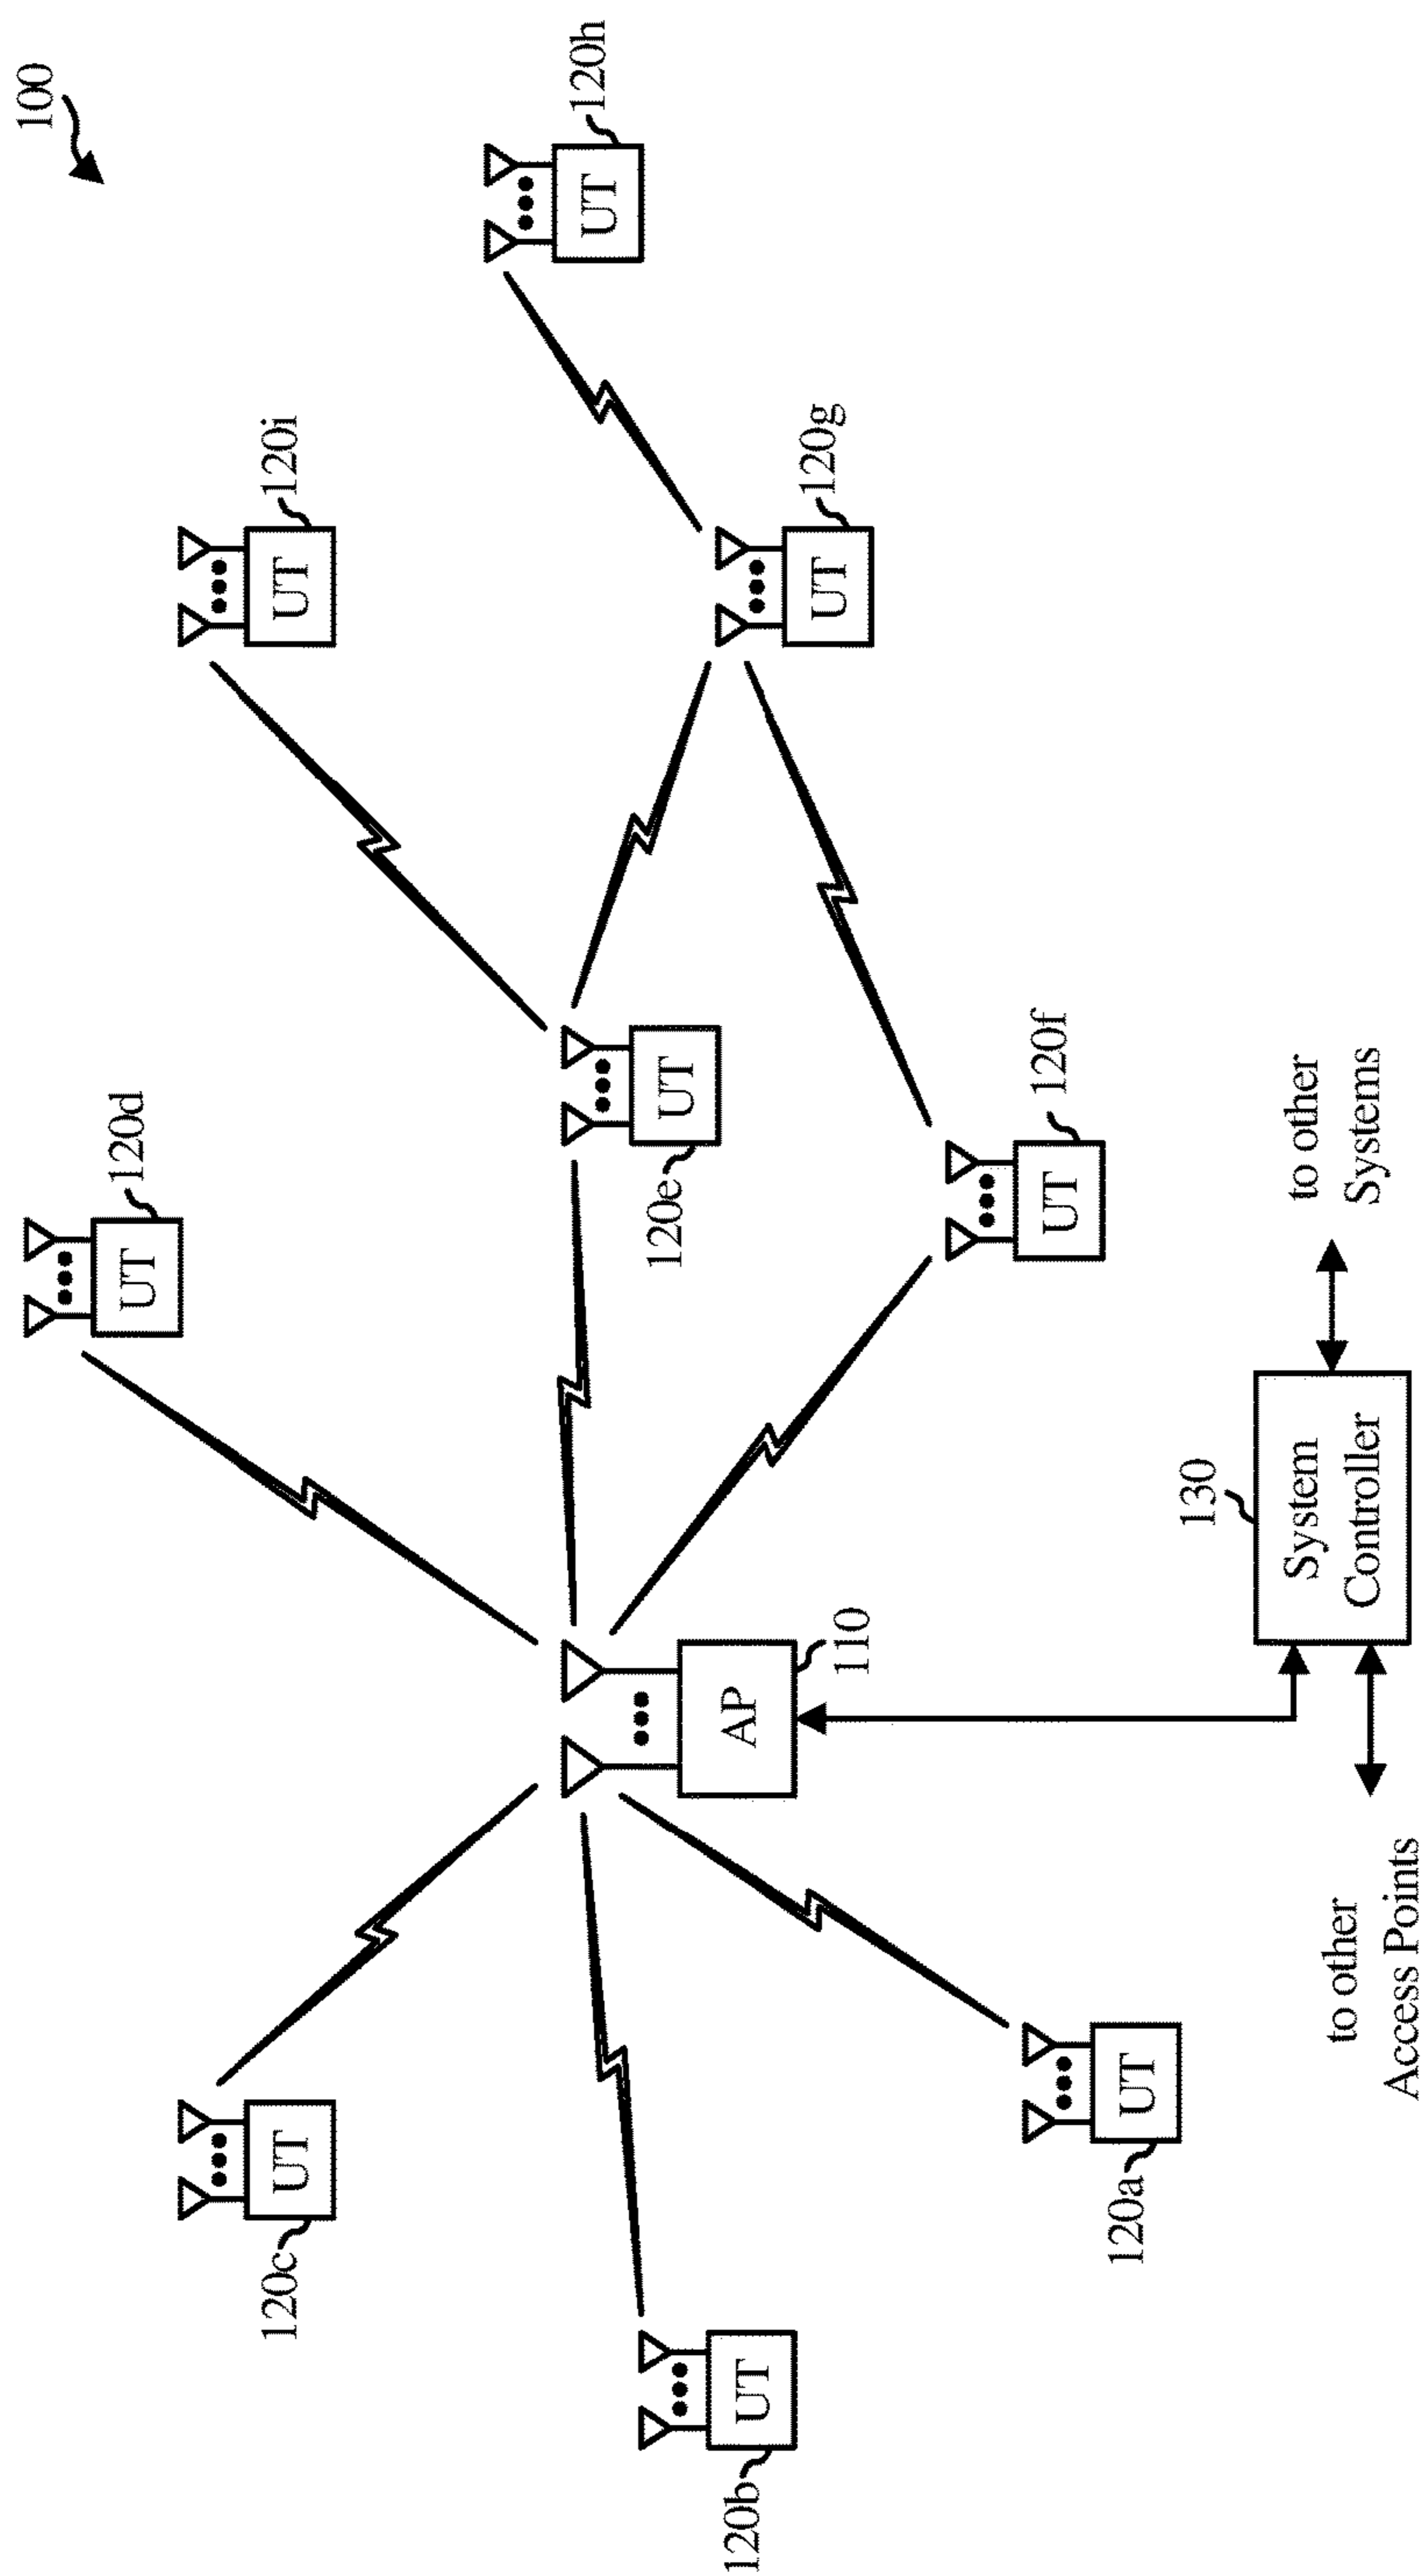 100
120d
UT
120i
UT
120c
UT
120h
UT
120e
UT
AP
110
120b
UT
120g
UT
120f
UT
120a
UT
130
System
Controller
to other
Systems
to other
Access Points